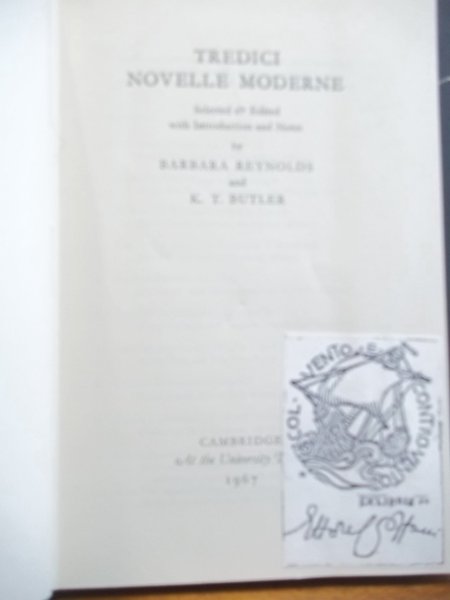 TREDICI
NOVELLE MODERNE
Selected & Edited
with Introduction and Notes
by
BARBARA REYNOLDS
and
K. T. BUTLER
CAMBRIDGE
At the University
1967
COL VENTO
CONTRO VENTO